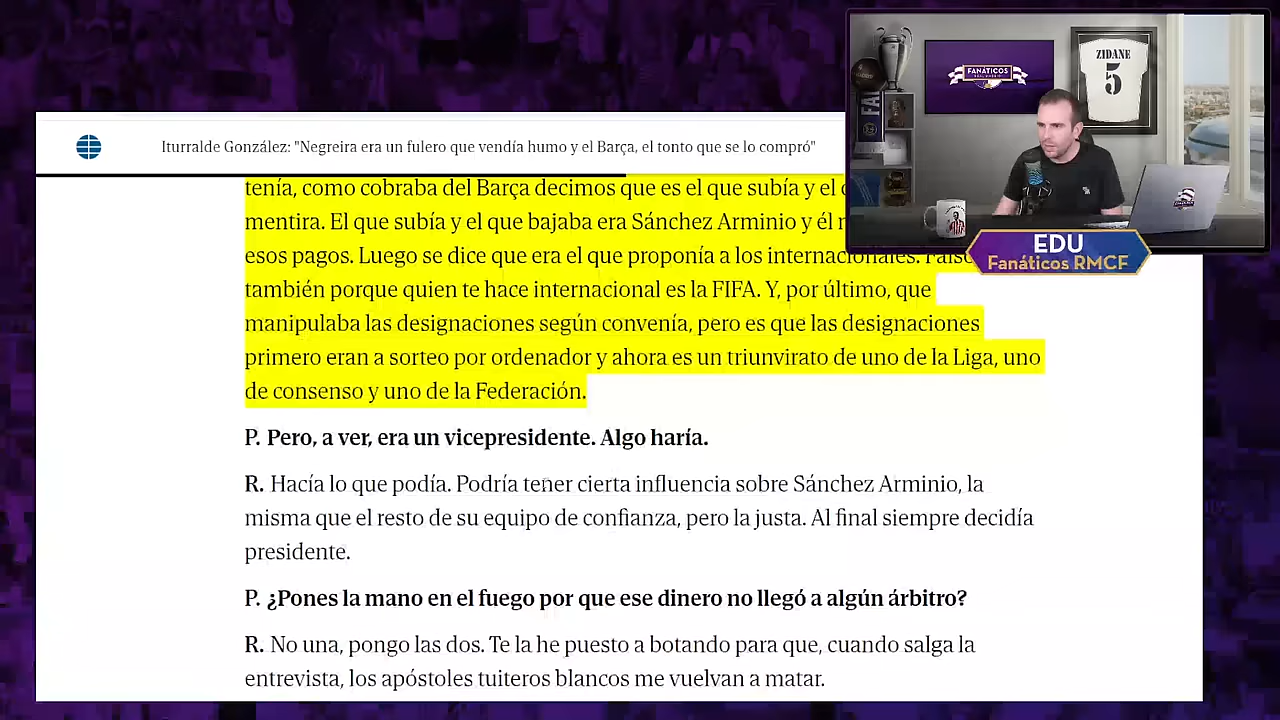 Iturralde González: "Negreira era un fulero que vendía humo y el Barça, el tonto que se lo compró"
tenía, como cobraba del Barça decimos que es el que subía y el
mentira. El que subía y el que bajaba era Sánchez Arminio y él
esos pagos. Luego se dice que era el que proponía a los internacionales. Falso
también porque quien te hace internacional es la FIFA. Y, por último, que
manipulaba las designaciones según convenía, pero es que las designaciones
primero eran a sorteo por ordenador y ahora es un triunvirato de uno de la Liga, uno
de consenso y uno de la Federación.
P. Pero, a ver, era un vicepresidente. Algo haría.
R. Hacía lo que podía. Podría tener cierta influencia sobre Sánchez Arminio, la
misma que el resto de su equipo de confianza, pero la justa. Al final siempre decidía
presidente.
P. ¿Pones la mano en el fuego por que ese dinero no llegó a algún árbitro?
R. No una, pongo las dos. Te la he puesto a botando para que, cuando salga la
entrevista, los apóstoles tuiteros blancos me vuelvan a matar.
FANÁTICOS
ZIDANE
5
FAN
EDU
Fanáticos RMCF